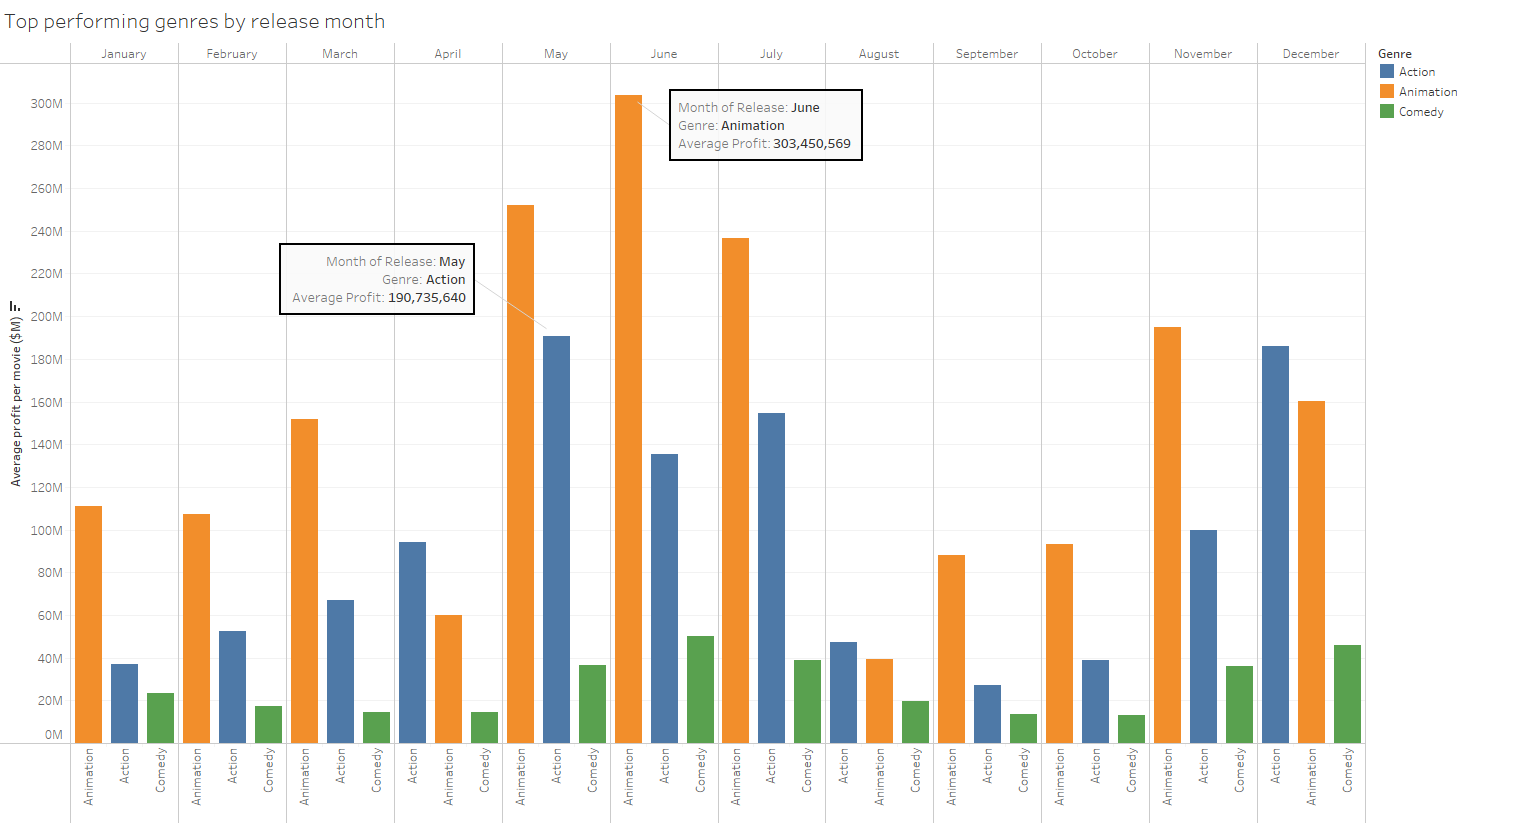 Top performing genres by release month
January February March April May June July August September October November December
Genre
Action
Animation
Comedy
300M
280M
260M
240M
220M
200M
180M
160M
140M
120M
100M
80M
60M
40M
20M
0M
Average profit per movie ($M)
Month of Release: June
Genre: Animation
Average Profit: 303,450,569
Month of Release: May
Genre: Action
Average Profit: 190,735,640
Animation Action Comedy Animation Action Comedy Animation Action Comedy Action Animation Comedy Animation Action Comedy Animation Action Comedy Animation Action Comedy Action Animation Comedy Animation Action Comedy Animation Action Comedy Animation Action Comedy Action Animation Comedy